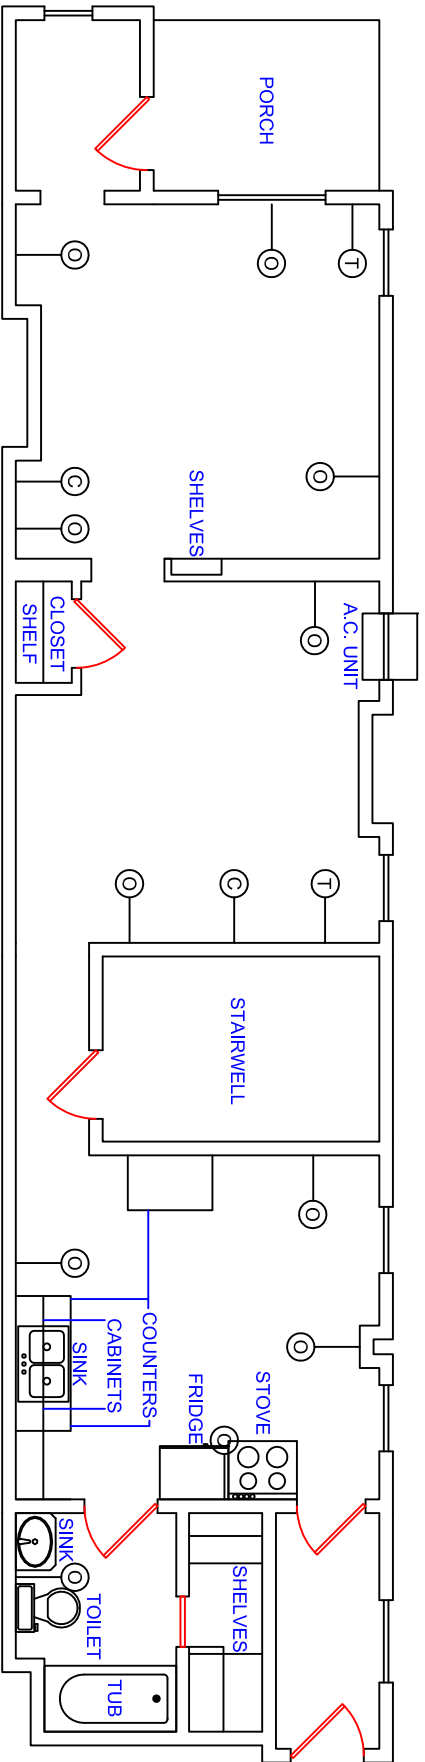 PORCH
T
O
O
O
C
O
SHELVES
O
A.C. UNIT
CLOSET
SHELF
T
C
O
STAIRWELL
O
O
O
COUNTERS
CABINETS
SINK
STOVE
FRIDGE
O
SINK
O
TOILET
SHELVES
TUB